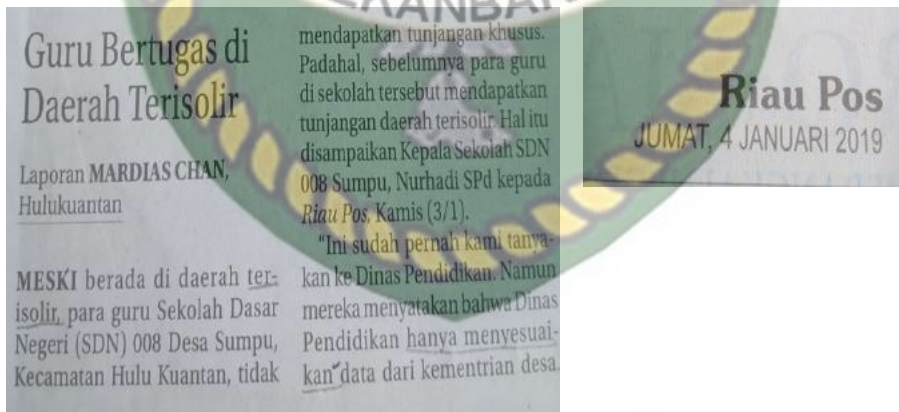 Guru Bertugas di
Daerah Terisolir
Laporan MARDIAS CHAN,
Hulukuantan
MESKI berada di daerah ter-
isolir, para guru Sekolah Dasar
Negeri (SDN) 008 Desa Sumpu,
Kecamatan Hulu Kuantan, tidak
mendapatkan tunjangan khusus.
Padahal, sebelumnya para guru
di sekolah tersebut mendapatkan
tunjangan daerah terisolir. Hal itu
disampaikan Kepala Sekolah SDN
008 Sumpu, Nurhadi SPd kepada
Riau Pos, Kamis (3/1).
"Ini sudah pernah kami tanya-
kan ke Dinas Pendidikan. Namun
mereka menyatakan bahwa Dinas
Pendidikan hanya menyesuai-
kan data dari kementrian desa.
Riau Pos
JUMAT, 4 JANUARI 2019